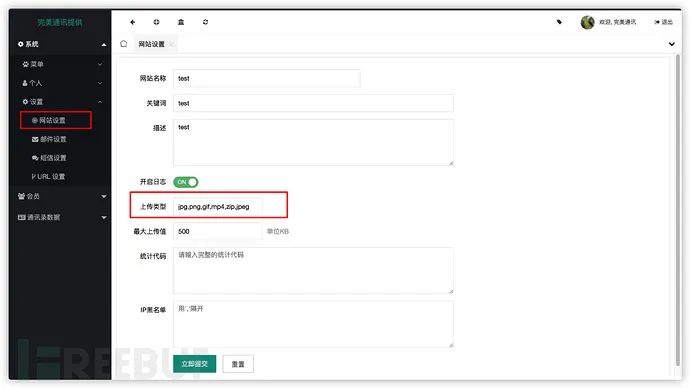 完美通讯提供
欢迎, 完美通讯
退出
系统
网站设置
菜单
个人
设置
网站设置
邮件设置
短信设置
URL 设置
会员
通讯录数据
网站名称
test
关键词
test
描述
test
开启日志
ON
上传类型
jpg,png,gif,mp4,zip,jpeg
最大上传值
500
单位KB
统计代码
请输入完整的统计代码
IP黑名单
用','隔开
立即提交
重置
REEBUF